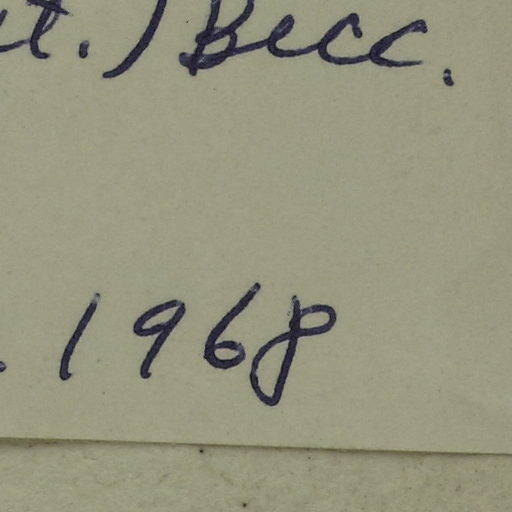 t.) Becc.
. 1968